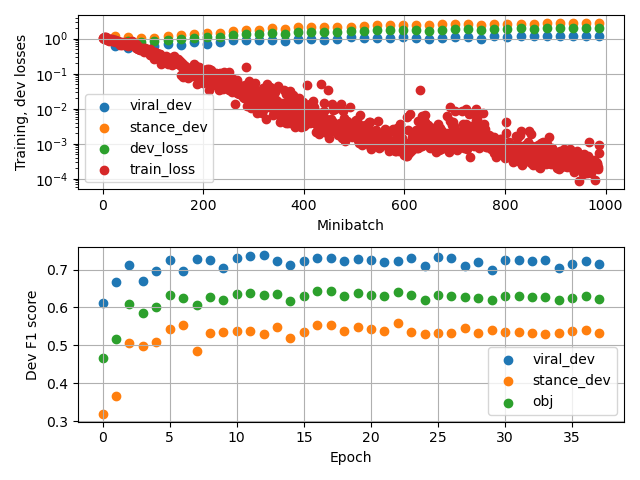 Training, dev losses
10⁰
10⁻¹
10⁻²
10⁻³
10⁻⁴
viral_dev
stance_dev
dev_loss
train_loss
0 200 400 600 800 1000
Minibatch
Dev F1 score
0.7
0.6
0.5
0.4
0.3
viral_dev
stance_dev
obj
0 5 10 15 20 25 30 35
Epoch